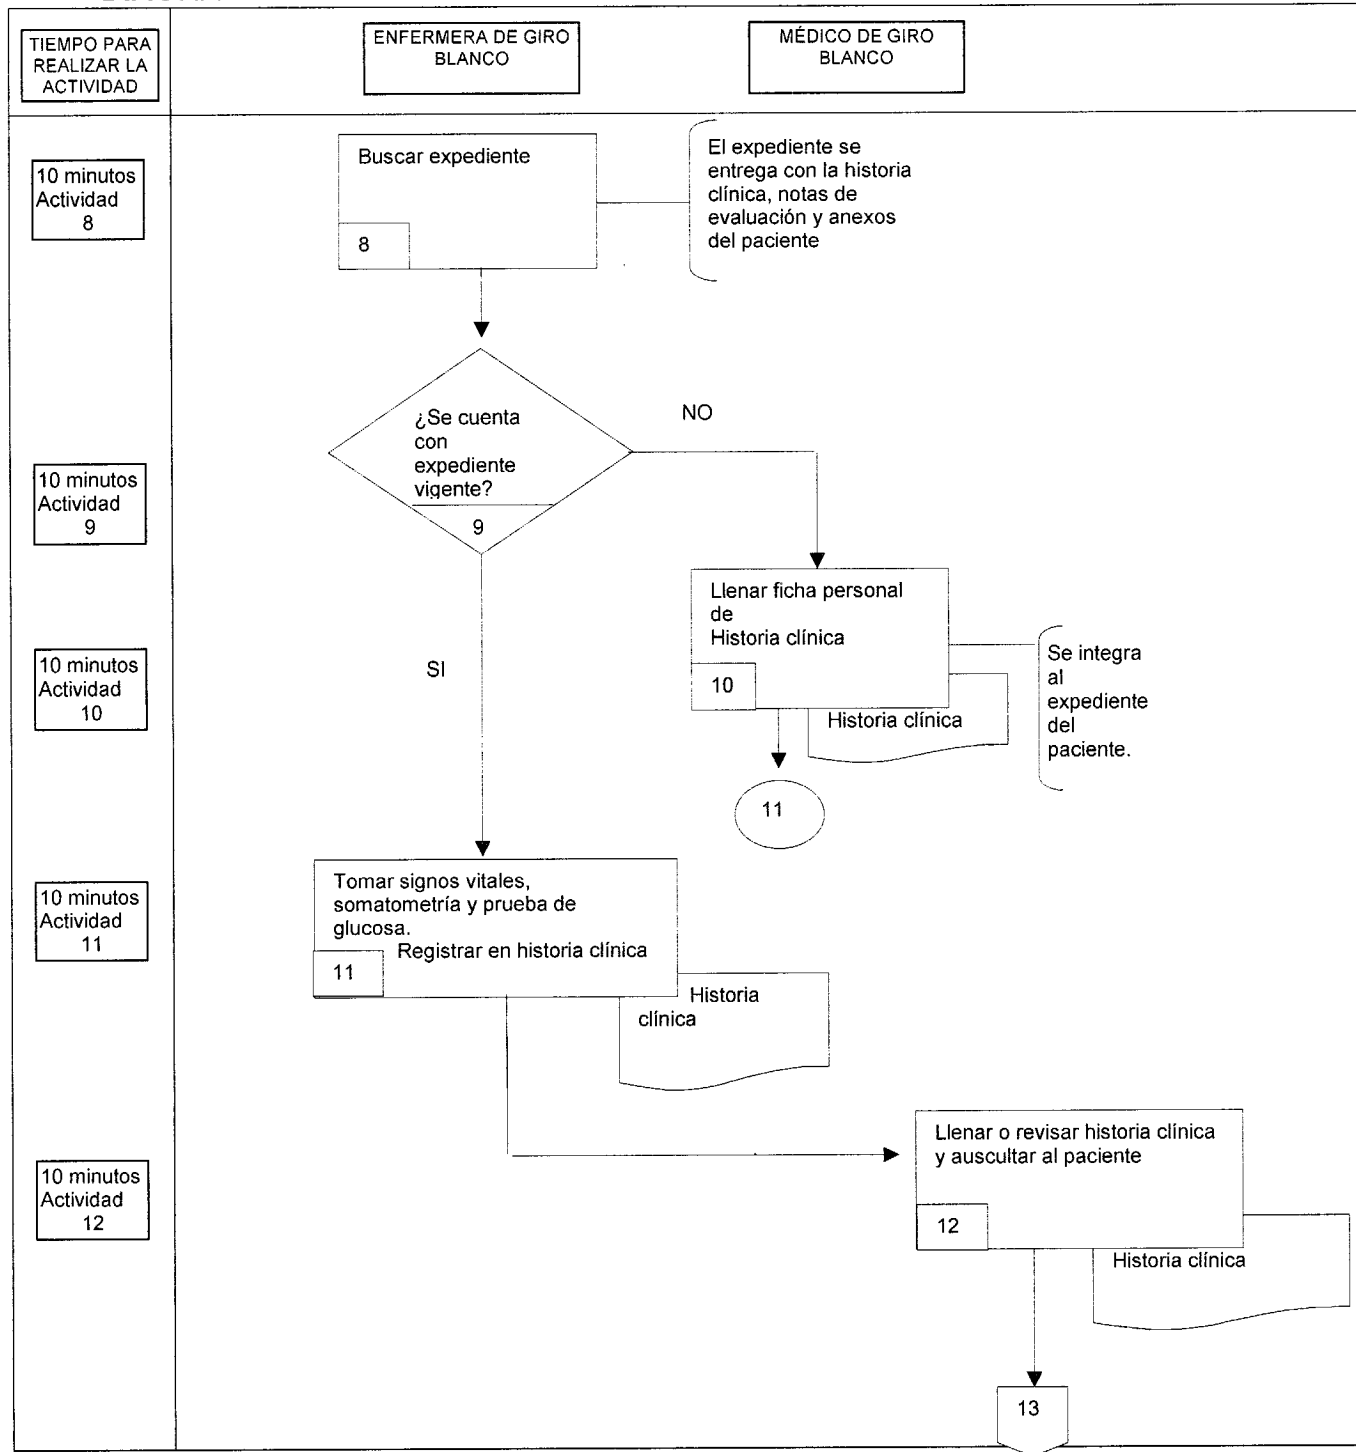 TIEMPO PARA
REALIZAR LA
ACTIVIDAD
ENFERMERA DE GIRO
BLANCO
MÉDICO DE GIRO
BLANCO
10 minutos
Actividad
8
Buscar expediente
8
El expediente se
entrega con la historia
clínica, notas de
evaluación y anexos
del paciente
¿Se cuenta
con
expediente
vigente?
9
NO
10 minutos
Actividad
9
Llenar ficha personal
de
Historia clínica
10
Historia clínica
Se integra
al
expediente
del
paciente.
SI
10 minutos
Actividad
10
11
10 minutos
Actividad
11
Tomar signos vitales,
somatometría y prueba de
glucosa.
Registrar en historia clínica
11
Historia
clínica
10 minutos
Actividad
12
Llenar o revisar historia clínica
y auscultar al paciente
12
Historia clínica
13